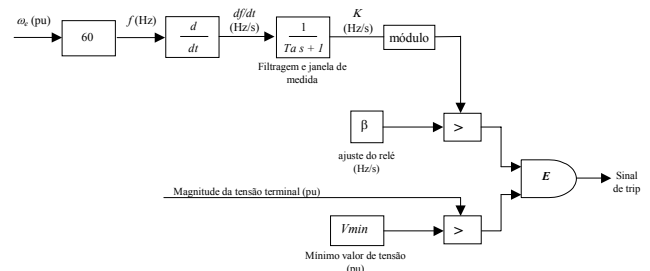 ωe (pu)
60
f (Hz)
d
dt
df/dt
(Hz/s)
1
Ta s + 1
Filtragem e janela de
medida
K
(Hz/s)
módulo
>
β
ajuste do relé
(Hz/s)
Magnitude da tensão terminal (pu)
Vmin
Mínimo valor de tensão
(pu)
>
E
Sinal
de trip